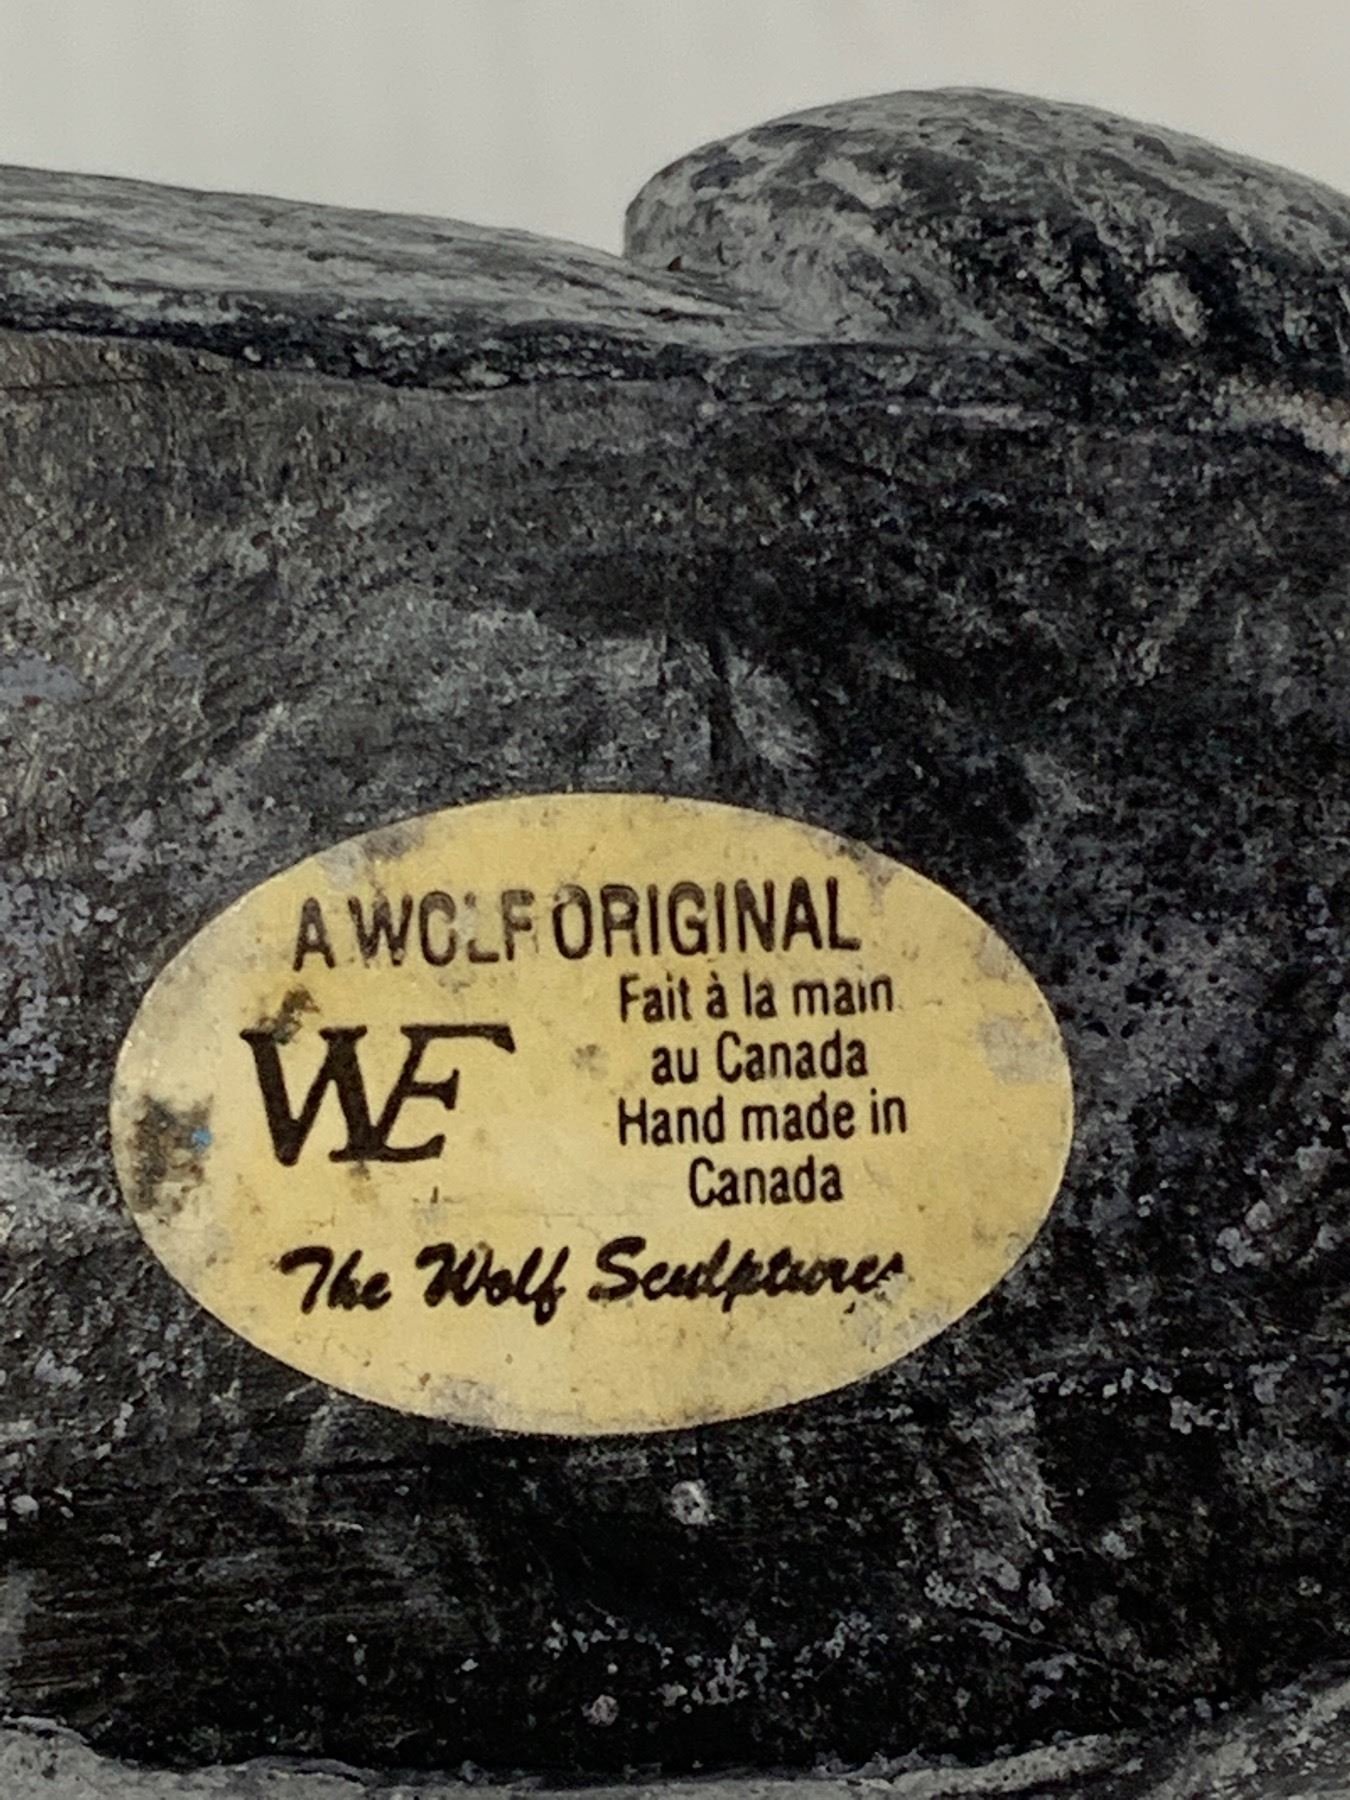 A WOLF ORIGINAL
WE
Fait à la main
au Canada
Hand made in
Canada
The Wolf Sculptures